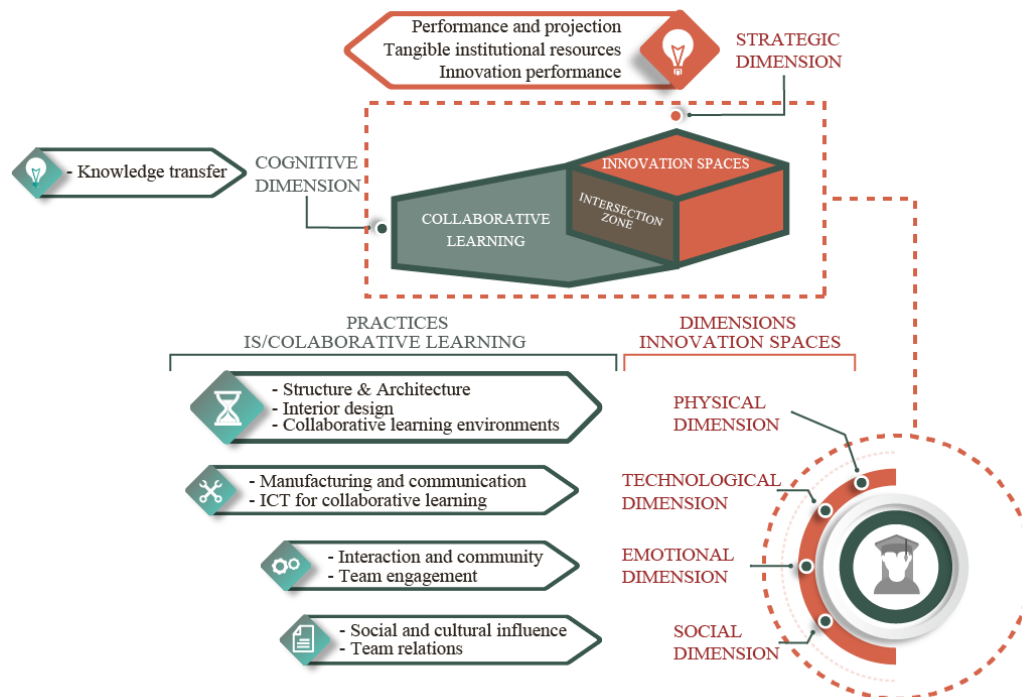 Performance and projection
Tangible institutional resources
Innovation performance
STRATEGIC
DIMENSION
- Knowledge transfer
COGNITIVE
DIMENSION
INNOVATION SPACES
INTERSECTION
ZONE
COLLABORATIVE
LEARNING
PRACTICES
IS/COLABORATIVE LEARNING
DIMENSIONS
INNOVATION SPACES
- Structure & Architecture
- Interior design
- Collaborative learning environments
PHYSICAL
DIMENSION
- Manufacturing and communication
- ICT for collaborative learning
TECHNOLOGICAL
DIMENSION
- Interaction and community
- Team engagement
EMOTIONAL
DIMENSION
- Social and cultural influence
- Team relations
SOCIAL
DIMENSION